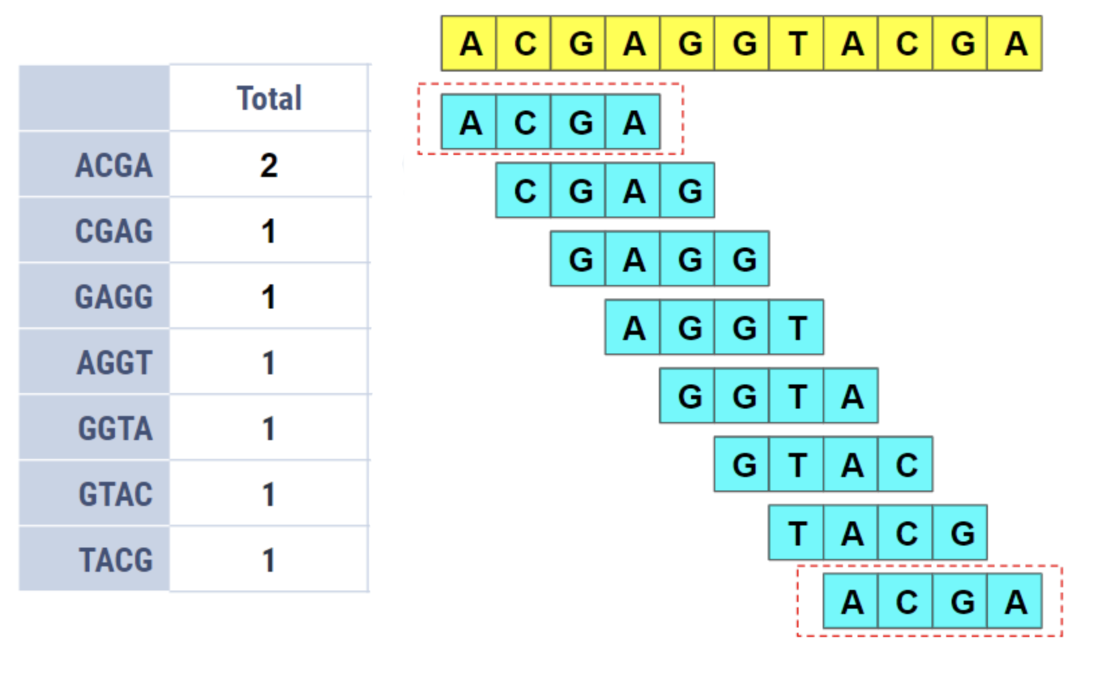 A C G A G G T A C G A
Total
ACGA 2
CGAG 1
GAGG 1
AGGT 1
GGTA 1
GTAC 1
TACG 1
A C G A
C G A G
G A G G
A G G T
G G T A
G T A C
T A C G
A C G A